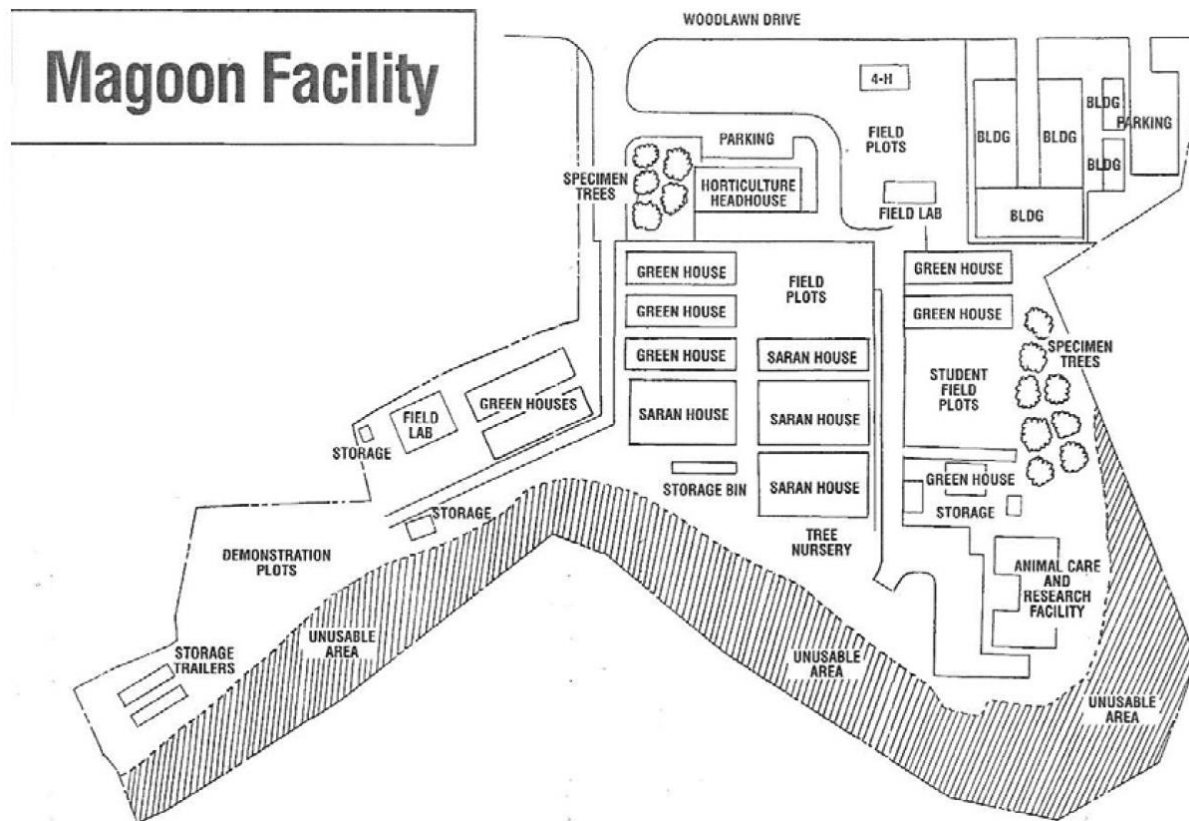 WOODLAWN DRIVE
Magoon Facility
4-H
PARKING
FIELD
PLOTS
BLDG
BLDG
BLDG
PARKING
BLDG
SPECIMEN
TREES
HORTICULTURE
HEADHOUSE
FIELD LAB
BLDG
GREEN HOUSE
FIELD
PLOTS
GREEN HOUSE
GREEN HOUSE
GREEN HOUSE
GREEN HOUSE
SARAN HOUSE
SPECIMEN
TREES
STUDENT
FIELD
PLOTS
GREEN HOUSES
FIELD
LAB
STORAGE
SARAN HOUSE
SARAN HOUSE
STORAGE BIN
SARAN HOUSE
GREEN HOUSE
STORAGE
STORAGE
TREE
NURSERY
DEMONSTRATION
PLOTS
ANIMAL CARE
AND
RESEARCH
FACILITY
UNUSABLE
AREA
STORAGE
TRAILERS
UNUSABLE
AREA
UNUSABLE
AREA